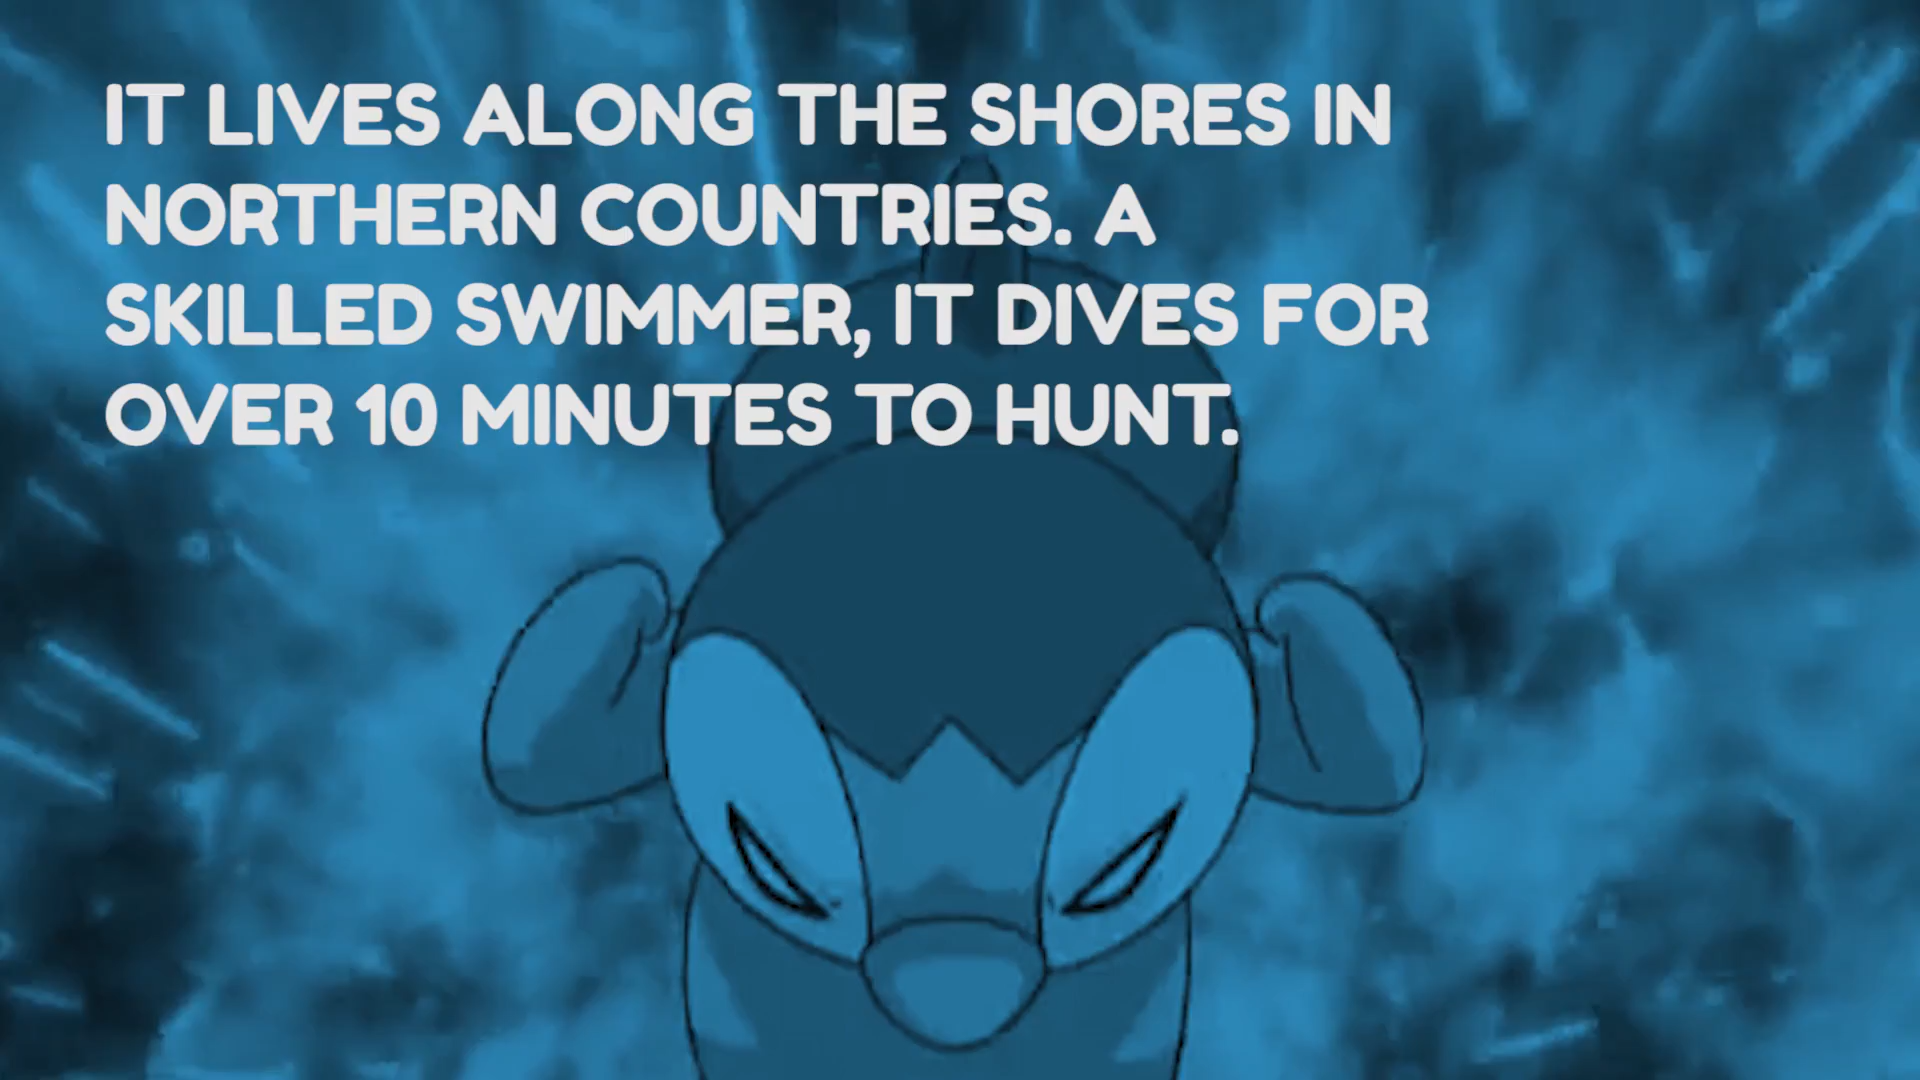 IT LIVES ALONG THE SHORES IN
NORTHERN COUNTRIES. A
SKILLED SWIMMER, IT DIVES FOR
OVER 10 MINUTES TO HUNT.